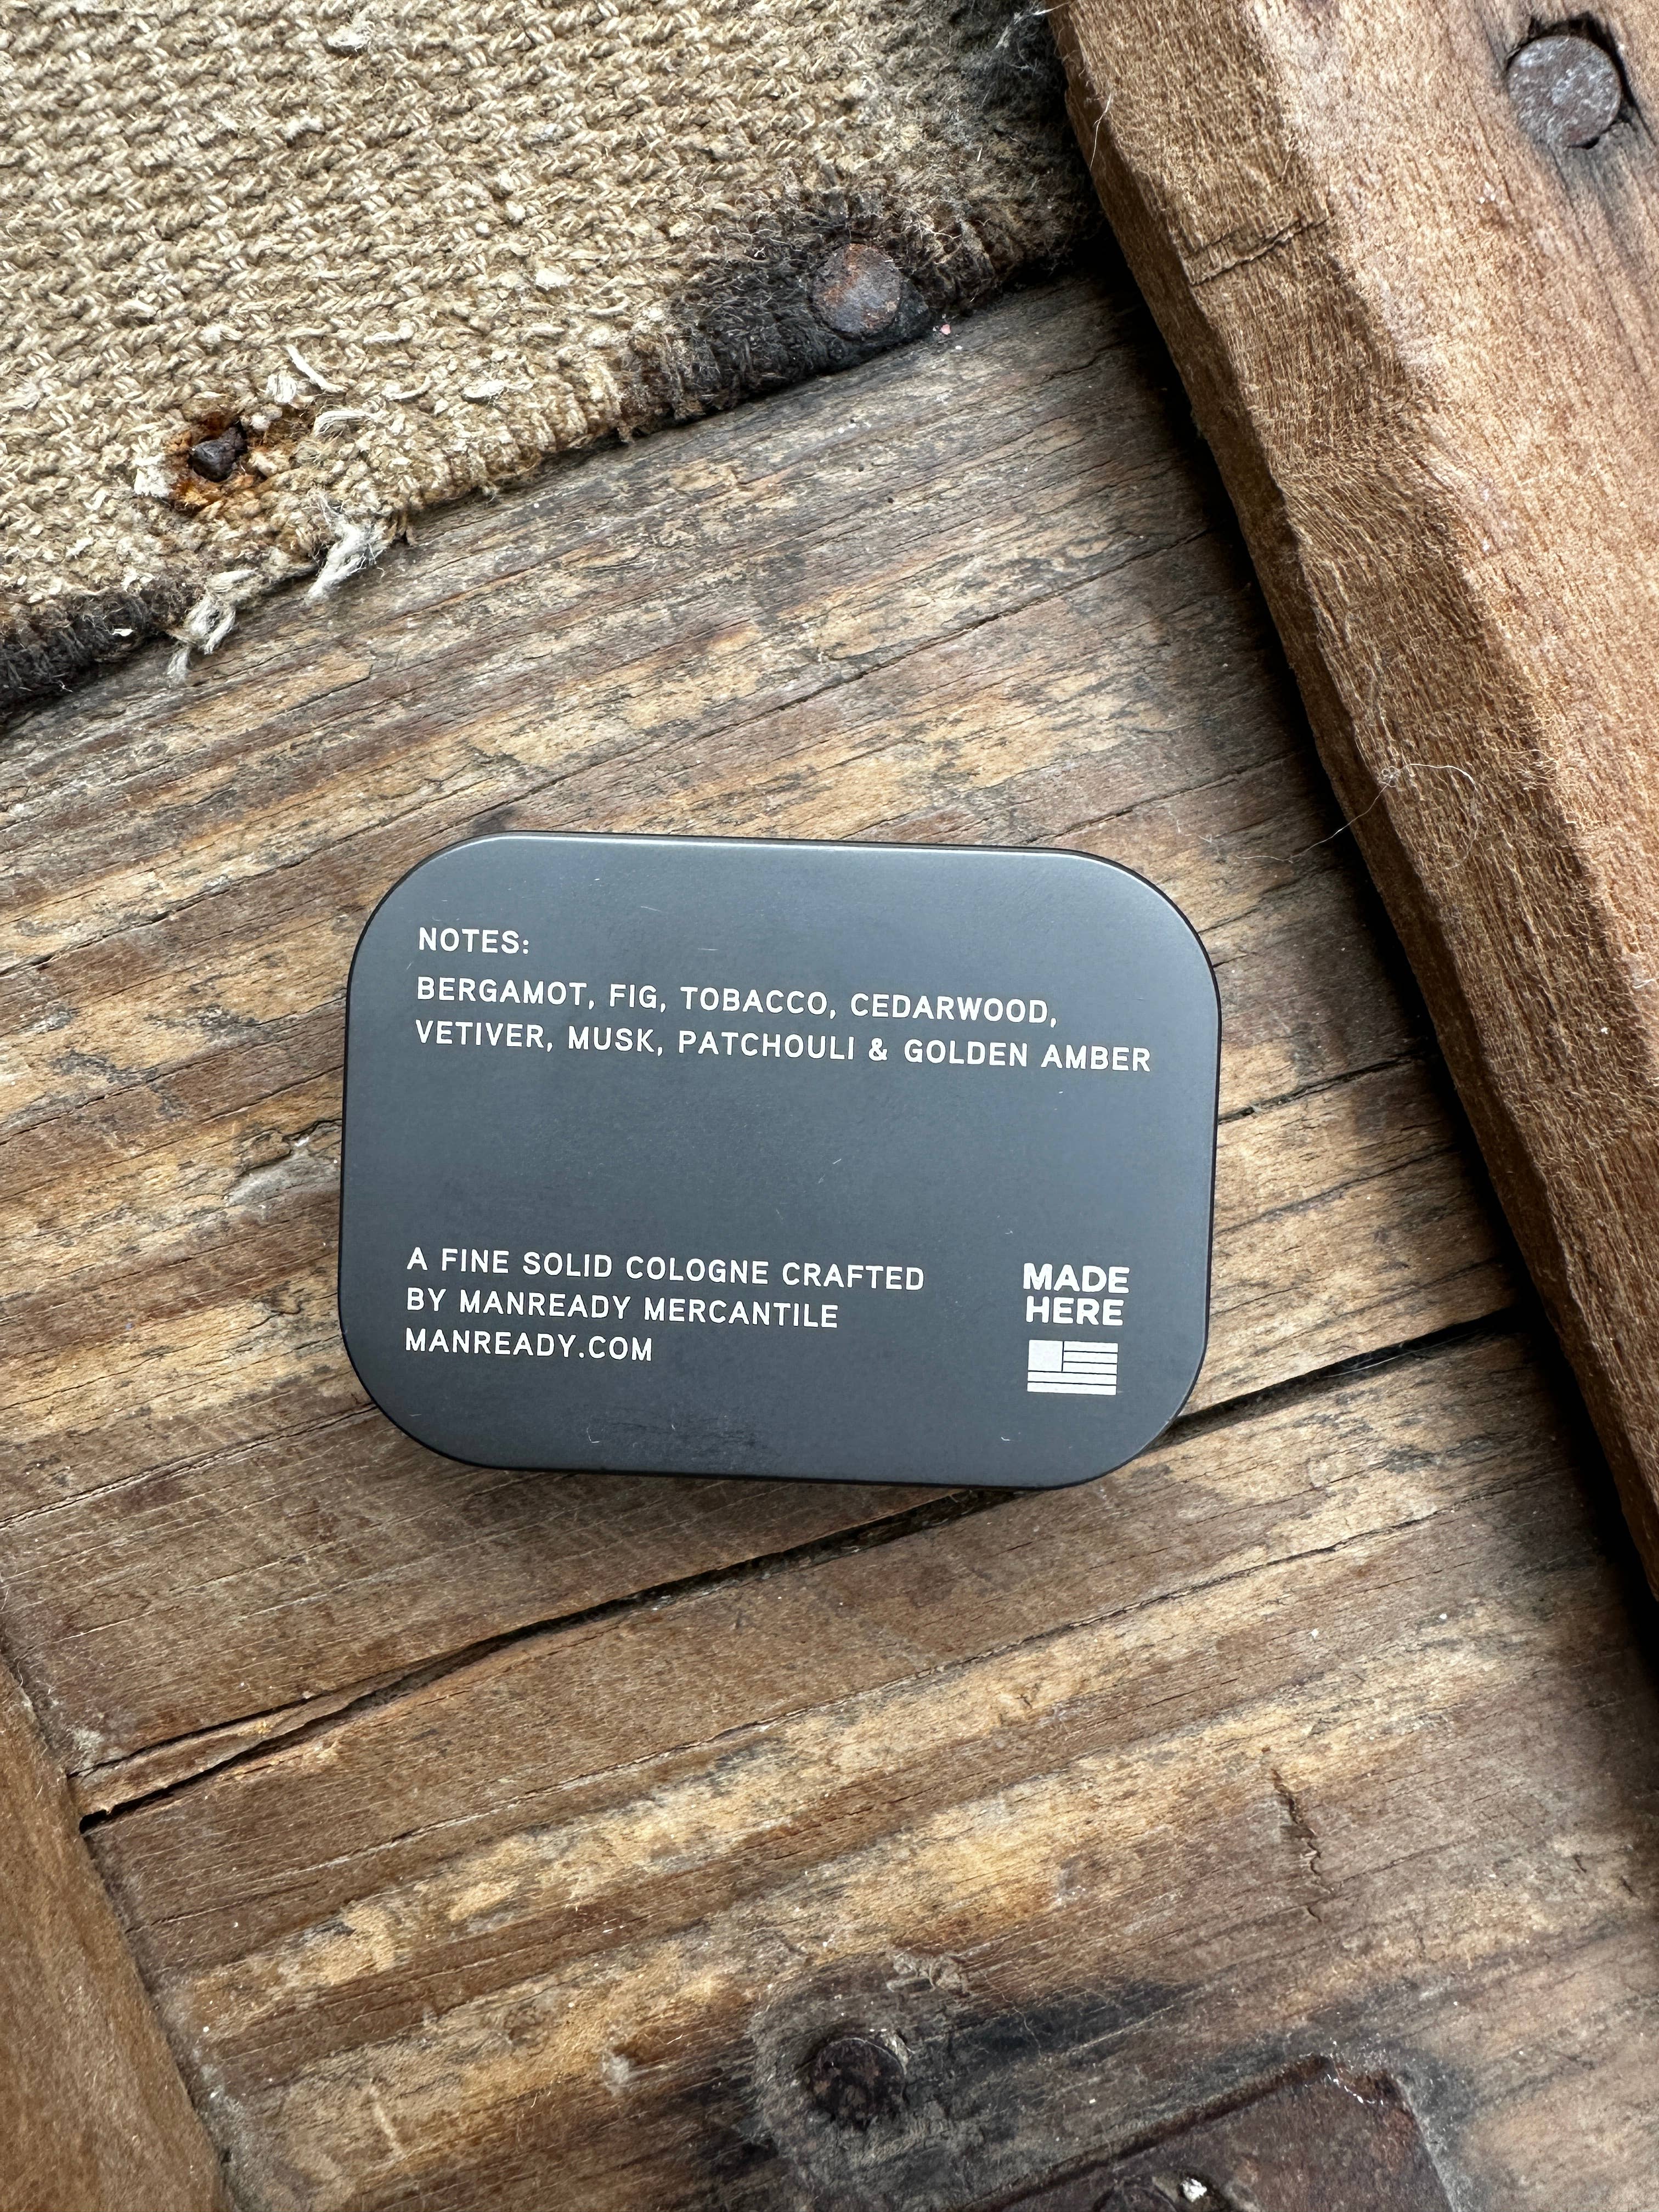 NOTES:
BERGAMOT, FIG, TOBACCO, CEDARWOOD,
VETIVER, MUSK, PATCHOULI & GOLDEN AMBER
A FINE SOLID COLOGNE CRAFTED
BY MANREADY MERCANTILE
MANREADY.COM
MADE
HERE